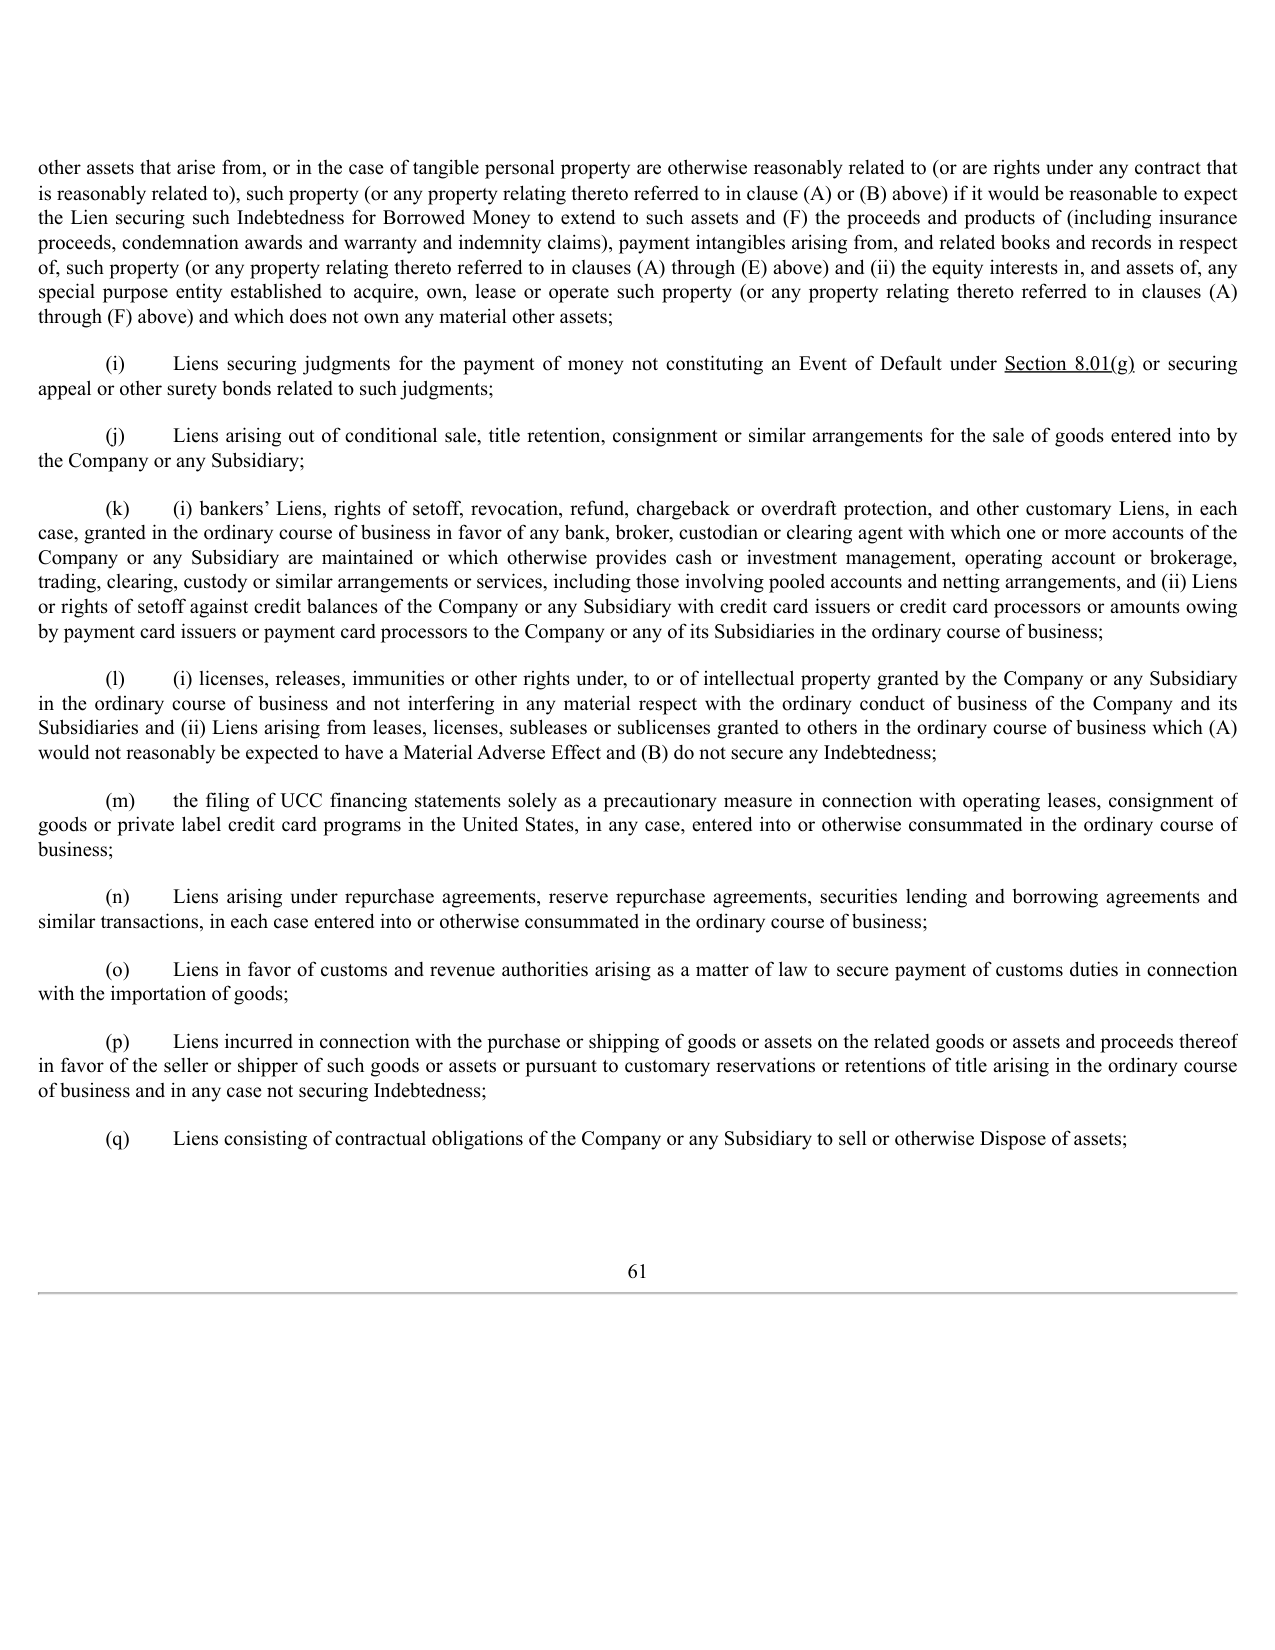 other assets that arise from, or in the case of tangible personal property are otherwise reasonably related to (or are rights under any contract that
is reasonably related to), such property (or any property relating thereto referred to in clause (A) or (B) above) if it would be reasonable to expect
the Lien securing such Indebtedness for Borrowed Money to extend to such assets and (F) the proceeds and products of (including insurance
proceeds, condemnation awards and warranty and indemnity claims), payment intangibles arising from, and related books and records in respect
of, such property (or any property relating thereto referred to in clauses (A) through (E) above) and (ii) the equity interests in, and assets of, any
special purpose entity established to acquire, own, lease or operate such property (or any property relating thereto referred to in clauses (A)
through (F) above) and which does not own any material other assets;
(i) Liens securing judgments for the payment of money not constituting an Event of Default under Section 8.01(g) or securing
appeal or other surety bonds related to such judgments;
(j) Liens arising out of conditional sale, title retention, consignment or similar arrangements for the sale of goods entered into by
the Company or any Subsidiary;
(k) (i) bankers’ Liens, rights of setoff, revocation, refund, chargeback or overdraft protection, and other customary Liens, in each
case, granted in the ordinary course of business in favor of any bank, broker, custodian or clearing agent with which one or more accounts of the
Company or any Subsidiary are maintained or which otherwise provides cash or investment management, operating account or brokerage,
trading, clearing, custody or similar arrangements or services, including those involving pooled accounts and netting arrangements, and (ii) Liens
or rights of setoff against credit balances of the Company or any Subsidiary with credit card issuers or credit card processors or amounts owing
by payment card issuers or payment card processors to the Company or any of its Subsidiaries in the ordinary course of business;
(l) (i) licenses, releases, immunities or other rights under, to or of intellectual property granted by the Company or any Subsidiary
in the ordinary course of business and not interfering in any material respect with the ordinary conduct of business of the Company and its
Subsidiaries and (ii) Liens arising from leases, licenses, subleases or sublicenses granted to others in the ordinary course of business which (A)
would not reasonably be expected to have a Material Adverse Effect and (B) do not secure any Indebtedness;
(m) the filing of UCC financing statements solely as a precautionary measure in connection with operating leases, consignment of
goods or private label credit card programs in the United States, in any case, entered into or otherwise consummated in the ordinary course of
business;
(n) Liens arising under repurchase agreements, reserve repurchase agreements, securities lending and borrowing agreements and
similar transactions, in each case entered into or otherwise consummated in the ordinary course of business;
(o) Liens in favor of customs and revenue authorities arising as a matter of law to secure payment of customs duties in connection
with the importation of goods;
(p) Liens incurred in connection with the purchase or shipping of goods or assets on the related goods or assets and proceeds thereof
in favor of the seller or shipper of such goods or assets or pursuant to customary reservations or retentions of title arising in the ordinary course
of business and in any case not securing Indebtedness;
(q) Liens consisting of contractual obligations of the Company or any Subsidiary to sell or otherwise Dispose of assets;
61